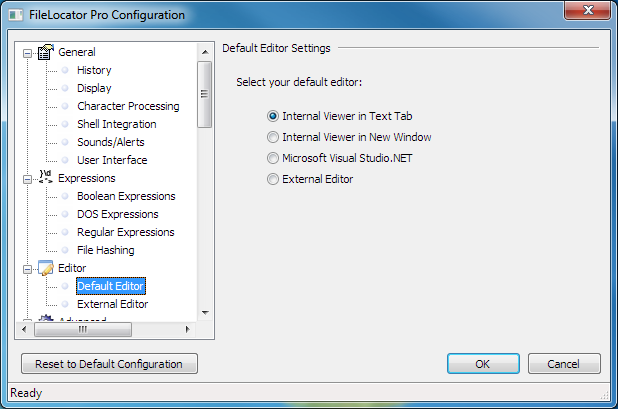 FileLocator Pro Configuration
General
History
Display
Character Processing
Shell Integration
Sounds/Alerts
User Interface
Expressions
Boolean Expressions
DOS Expressions
Regular Expressions
File Hashing
Editor
Default Editor
External Editor
Advanced
Default Editor Settings
Select your default editor:
Internal Viewer in Text Tab
Internal Viewer in New Window
Microsoft Visual Studio.NET
External Editor
Reset to Default Configuration
OK
Cancel
Ready